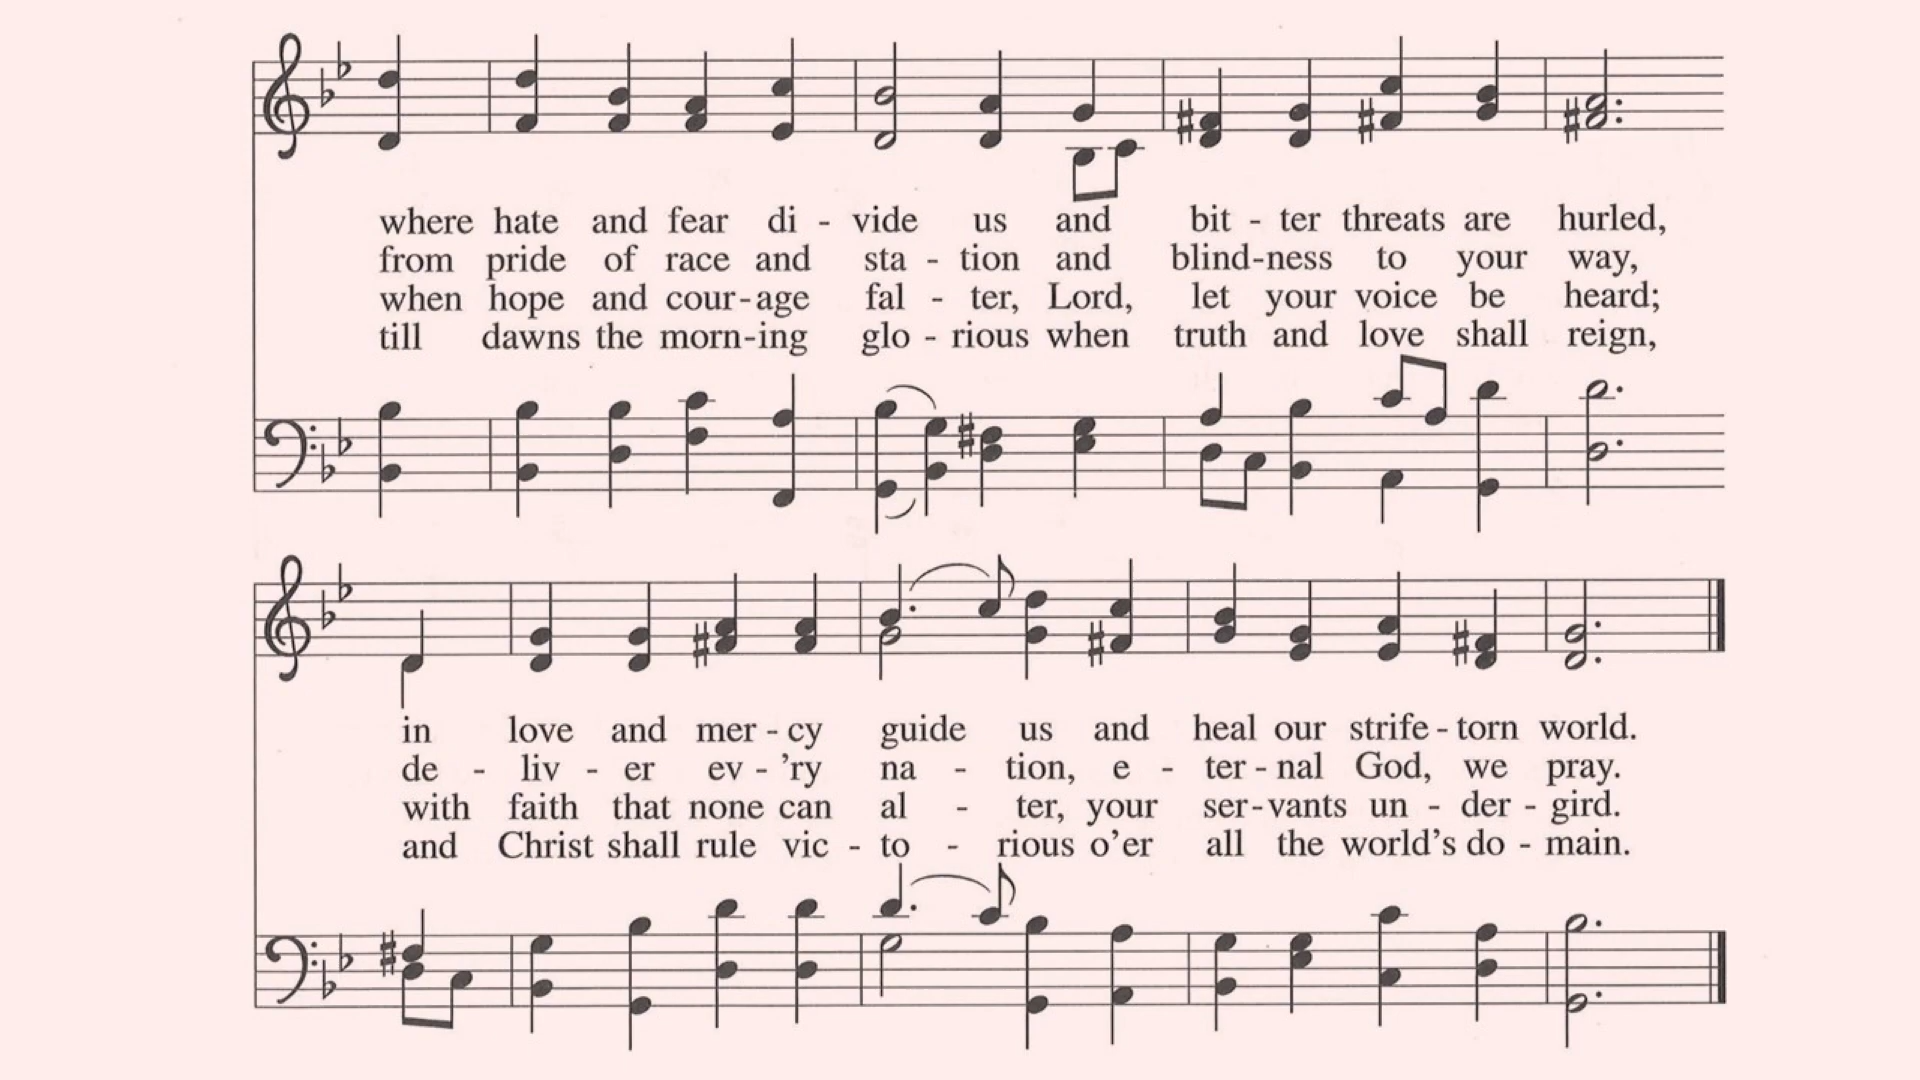 where hate and fear di - vide us and bit - ter threats are hurled,
from pride of race and sta - tion and blind-ness to your way,
when hope and cour-age fal - ter, Lord, let your voice be heard;
till dawns the morn-ing glo - rious when truth and love shall reign,
in love and mer - cy guide us and heal our strife - torn world.
de - liv - er ev - 'ry na - tion, e - ter - nal God, we pray.
with faith that none can al - ter, your ser-vants un - der - gird.
and Christ shall rule vic - to - rious o'er all the world's do - main.